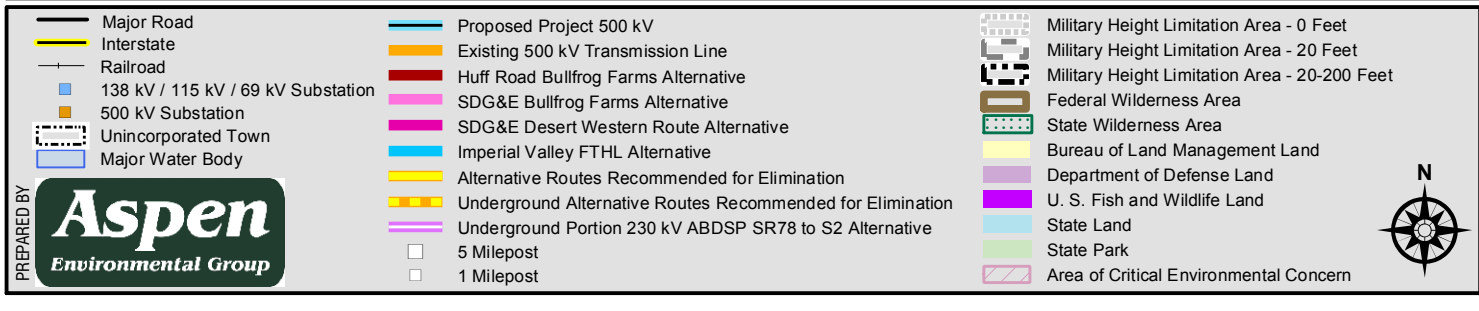 Major Road
Interstate
Railroad
138 kV / 115 kV / 69 kV Substation
500 kV Substation
Unincorporated Town
Major Water Body
PREPARED BY
Aspen
Environmental Group
Proposed Project 500 kV
Existing 500 kV Transmission Line
Huff Road Bullfrog Farms Alternative
SDG&E Bullfrog Farms Alternative
SDG&E Desert Western Route Alternative
Imperial Valley FTHL Alternative
Alternative Routes Recommended for Elimination
Underground Alternative Routes Recommended for Elimination
Underground Portion 230 kV ABDSP SR78 to S2 Alternative
5 Milepost
1 Milepost
Military Height Limitation Area - 0 Feet
Military Height Limitation Area - 20 Feet
Military Height Limitation Area - 20-200 Feet
Federal Wilderness Area
State Wilderness Area
Bureau of Land Management Land
Department of Defense Land
U. S. Fish and Wildlife Land
State Land
State Park
Area of Critical Environmental Concern
N